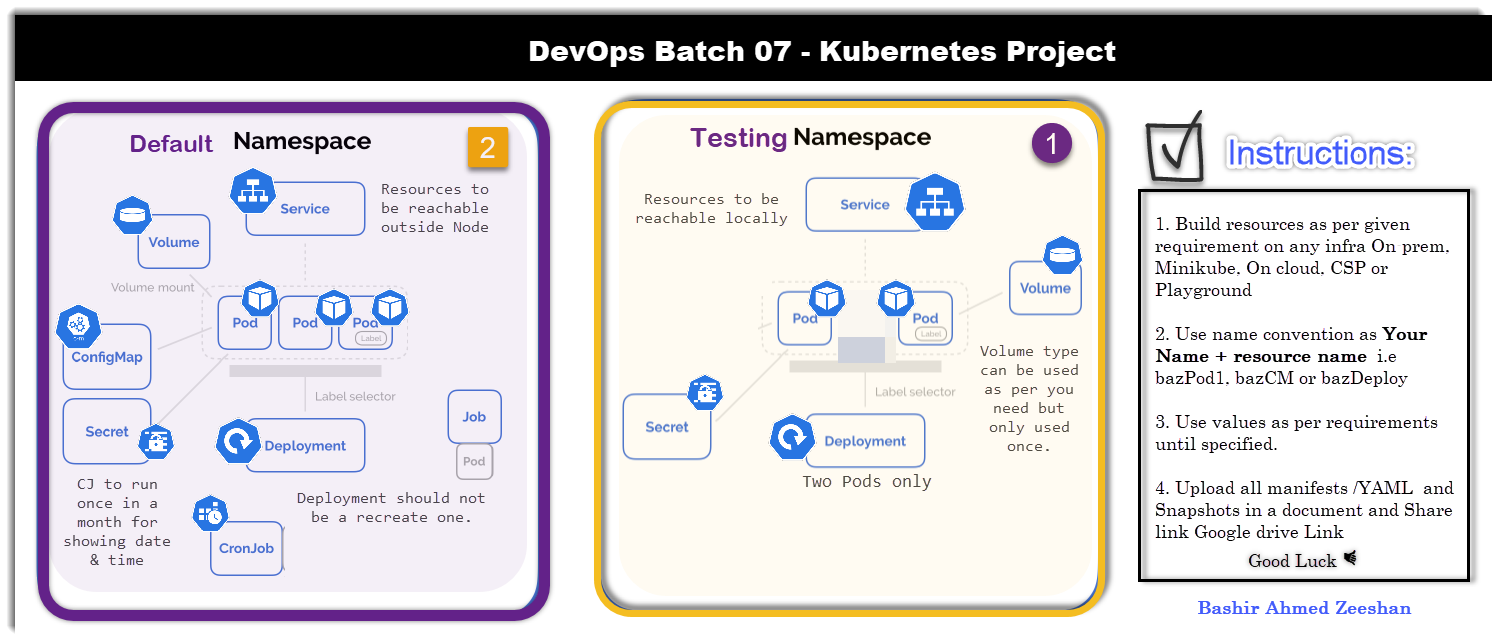 DevOps Batch 07 - Kubernetes Project
Default Namespace
2
Service
Resources to
be reachable
outside Node
Volume
Volume mount
Pod
Pod
Pod
Label
ConfigMap
Label selector
Secret
Deployment
Job
Pod
CJ to run
once in a
month for
showing date
& time
Deployment should not
be a recreate one.
CronJob
Testing Namespace
1
Resources to be
reachable locally
Service
Volume
Pod
Pod
Label
Volume type
can be used
as per you
need but
only used
once.
Label selector
Secret
Deployment
Two Pods only
Instructions:
1. Build resources as per given
requirement on any infra On prem,
Minikube, On cloud, CSP or
Playground
2. Use name convention as Your
Name + resource name i.e
bazPod1, bazCM or bazDeploy
3. Use values as per requirements
until specified.
4. Upload all manifests /YAML and
Snapshots in a document and Share
link Google drive Link
Good Luck
Bashir Ahmed Zeeshan